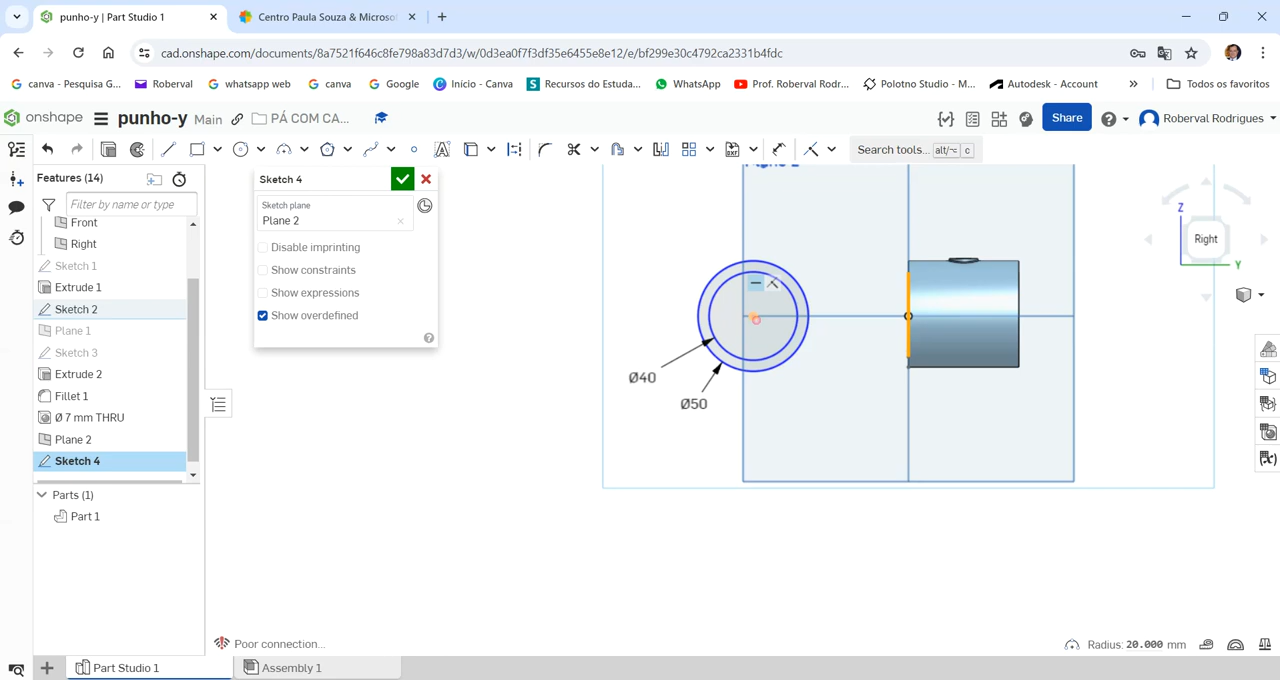 punho-y | Part Studio 1
Centro Paula Souza & Microsof
cad.onshape.com/documents/8a7521f646c8fe798a83d7d3/w/0d3ea0f7f3df35e6455e8e12/e/bf299e30c4792ca2331b4fdc
canva - Pesquisa G...
Roberval
whatsapp web
canva
Google
Início - Canva
Recursos do Estuda...
WhatsApp
Prof. Roberval Rodr...
Polotno Studio - M...
Autodesk - Account
Todos os favoritos
onshape
punho-y
Main
PÁ COM CA...
Share
Roberval Rodrigues
Search tools...
alt/⌥
c
Features (14)
Filter by name or type
Front
Right
Sketch 1
Extrude 1
Sketch 2
Plane 1
Sketch 3
Extrude 2
Fillet 1
Ø 7 mm THRU
Plane 2
Sketch 4
Parts (1)
Part 1
Sketch 4
Sketch plane
Plane 2
Disable imprinting
Show constraints
Show expressions
Show overdefined
Ø40
Ø50
Z
Right
Y
Poor connection...
Radius: 20.000 mm
Part Studio 1
Assembly 1